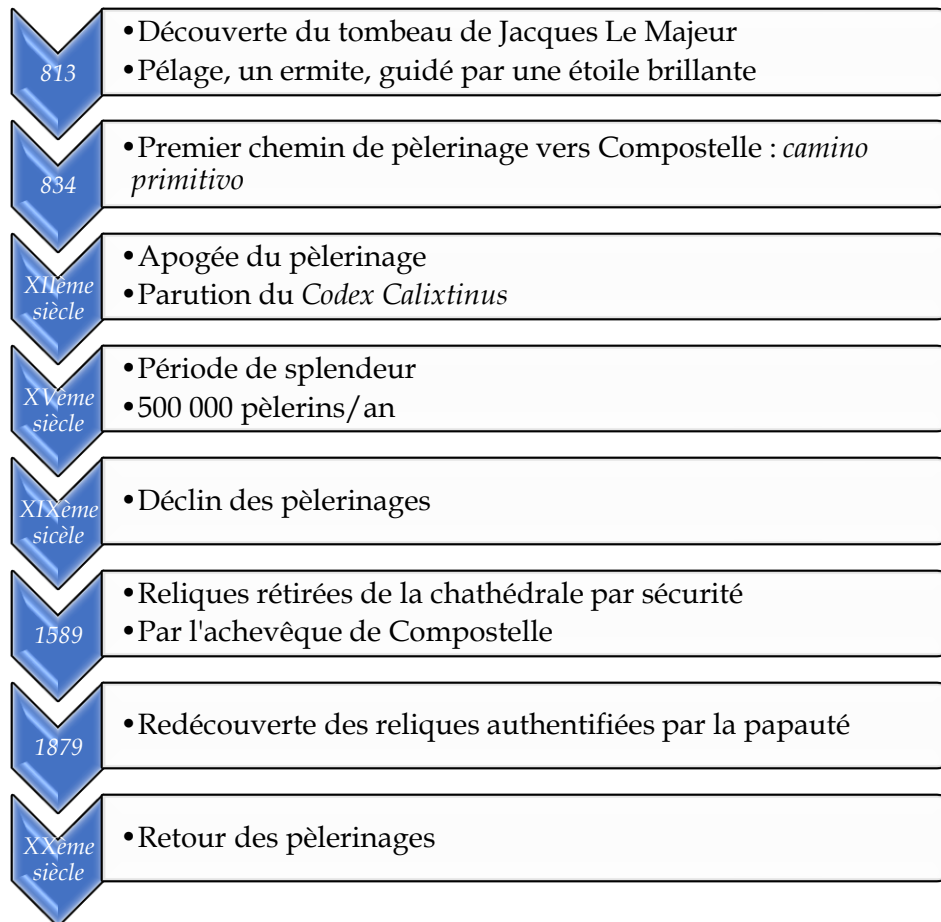 813
•Découverte du tombeau de Jacques Le Majeur
•Pélage, un ermite, guidé par une étoile brillante
834
•Premier chemin de pèlerinage vers Compostelle : camino
primitivo
XIIème
siècle
•Apogée du pèlerinage
•Parution du Codex Calixtinus
XVème
siècle
•Période de splendeur
•500 000 pèlerins/an
XIXème
sicèle
•Déclin des pèlerinages
1589
•Reliques rétirées de la chathédrale par sécurité
•Par l'achevêque de Compostelle
1879
•Redécouverte des reliques authentifiées par la papauté
XXème
siècle
•Retour des pèlerinages